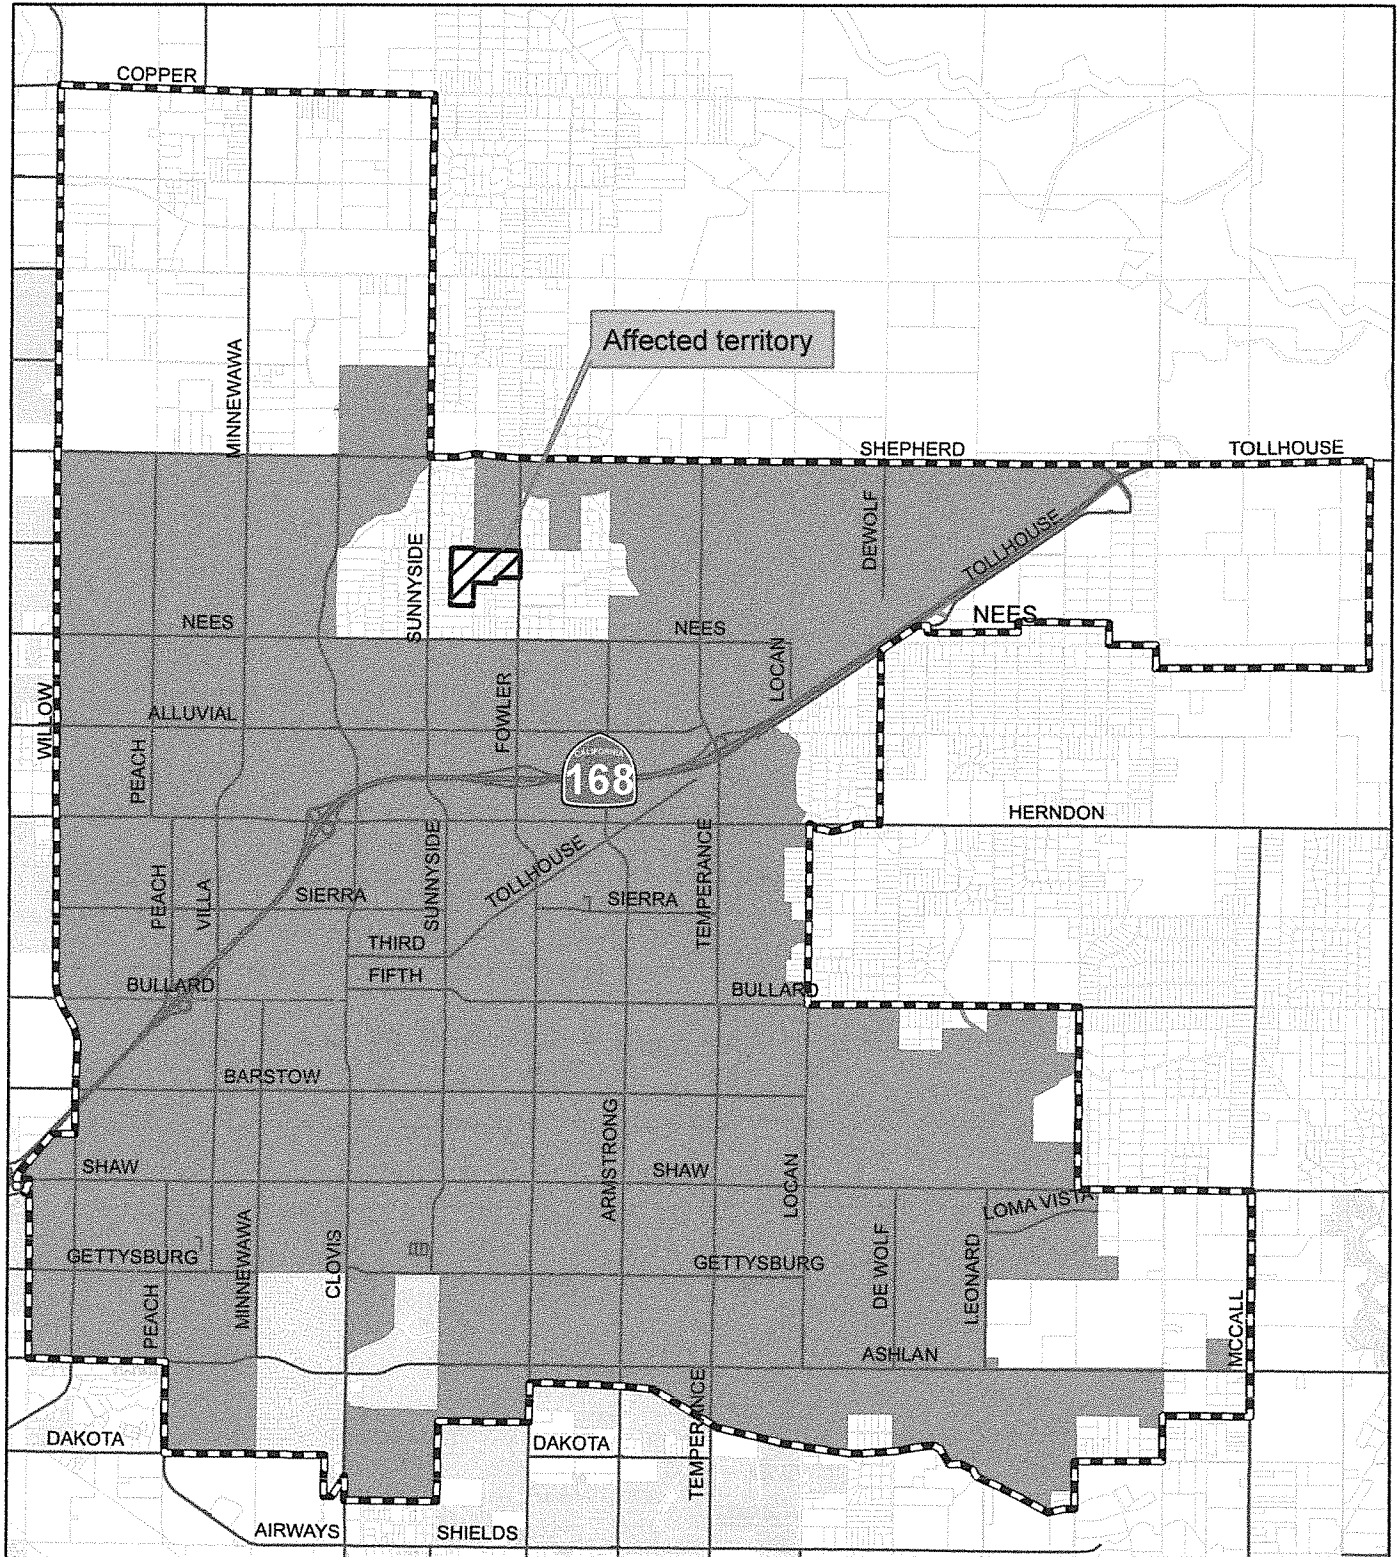 COPPER
MINNEWAWA
Affected territory
SHEPHERD
TOLLHOUSE
DEWOLF
TOLLHOUSE
SUNNYSIDE
NEES
NEES
NEES
LOCAN
WILLOW
ALLUVIAL
FOWLER
PEACH
168
HERNDON
PEACH
VILLA
SIERRA
SUNNYSIDE
TOLLHOUSE
SIERRA
TEMPERANCE
THIRD
FIFTH
BULLARD
BULLARD
BARSTOW
ARMSTRONG
SHAW
SHAW
LOCAN
LOMA VISTA
GETTYSBURG
MINNEWAWA
CLOVIS
GETTYSBURG
DE WOLF
LEONARD
PEACH
MCCALL
ASHLAN
TEMPERANCE
DAKOTA
DAKOTA
AIRWAYS
SHIELDS